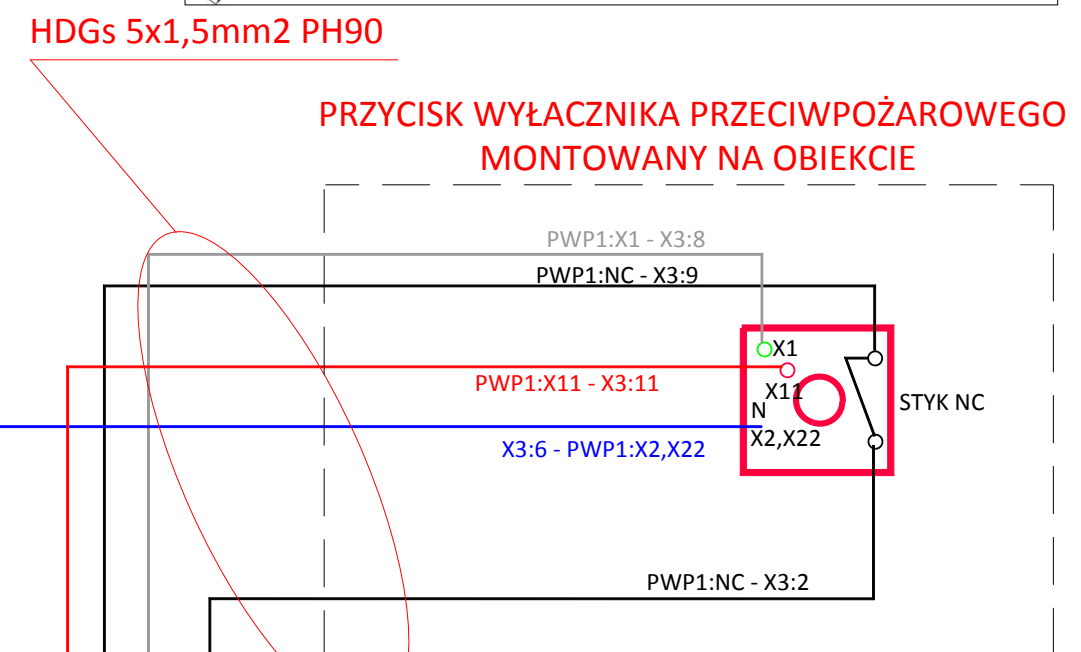 HDGs 5x1,5mm2 PH90
PRZYCISK WYŁACZNIKA PRZECIWPOŻAROWEGO
MONTOWANY NA OBIEKCIE
PWP1:X1 - X3:8
PWP1:NC - X3:9
X1
PWP1:X11 - X3:11
X11
STYK NC
N
X2,X22
X3:6 - PWP1:X2,X22
PWP1:NC - X3:2